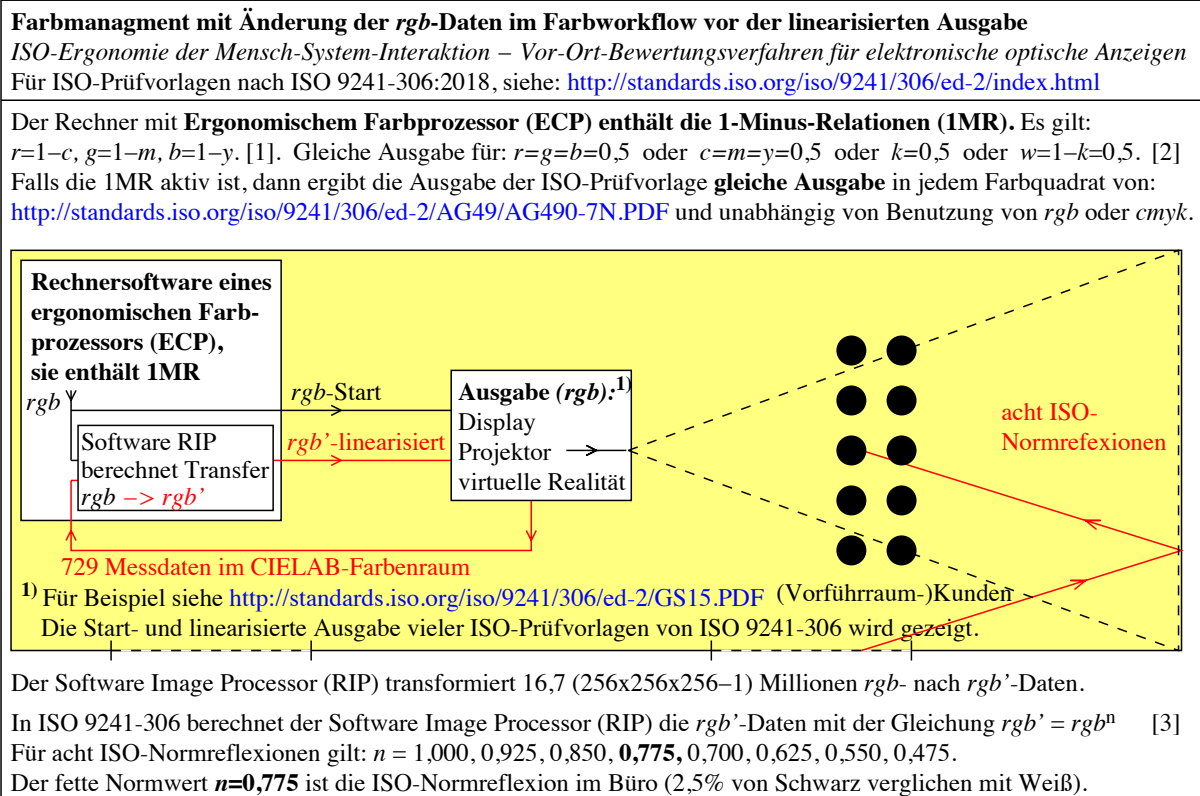 Farbmanagment mit Änderung der rgb-Daten im Farbworkflow vor der linearisierten Ausgabe
ISO-Ergonomie der Mensch-System-Interaktion – Vor-Ort-Bewertungsverfahren für elektronische optische Anzeigen
Für ISO-Prüfvorlagen nach ISO 9241-306:2018, siehe: http://standards.iso.org/iso/9241/306/ed-2/index.html
Der Rechner mit Ergonomischem Farbprozessor (ECP) enthält die 1-Minus-Relationen (1MR). Es gilt:
r=1–c, g=1–m, b=1–y. [1]. Gleiche Ausgabe für: r=g=b=0,5 oder c=m=y=0,5 oder k=0,5 oder w=1–k=0,5. [2]
Falls die 1MR aktiv ist, dann ergibt die Ausgabe der ISO-Prüfvorlage gleiche Ausgabe in jedem Farbquadrat von:
http://standards.iso.org/iso/9241/306/ed-2/AG49/AG490-7N.PDF und unabhängig von Benutzung von rgb oder cmyk.
Rechnersoftware eines
ergonomischen Farb-
prozessors (ECP),
sie enthält 1MR
rgb
rgb-Start
Software RIP
berechnet Transfer
rgb –> rgb’
rgb’-linearisiert
Ausgabe (rgb):1)
Display
Projektor
virtuelle Realität
acht ISO-
Normrefexionen
729 Messdaten im CIELAB-Farbenraum
1) Für Beispiel siehe http://standards.iso.org/iso/9241/306/ed-2/GS15.PDF (Vorführraum-)Kunden
Die Start- und linearisierte Ausgabe vieler ISO-Prüfvorlagen von ISO 9241-306 wird gezeigt.
Der Software Image Processor (RIP) transformiert 16,7 (256x256x256–1) Millionen rgb- nach rgb’-Daten.
In ISO 9241-306 berechnet der Software Image Processor (RIP) die rgb’-Daten mit der Gleichung rgb’ = rgbⁿ [3]
Für acht ISO-Normreflexionen gilt: n = 1,000, 0,925, 0,850, 0,775, 0,700, 0,625, 0,550, 0,475.
Der fette Normwert n=0,775 ist die ISO-Normreflexion im Büro (2,5% von Schwarz verglichen mit Weiß).